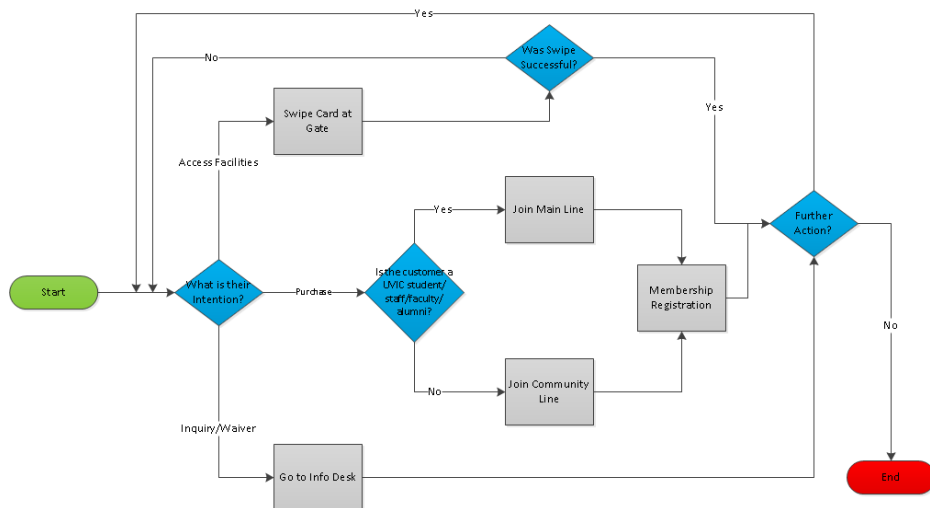 Yes
Was Swipe
Successful?
No
Yes
Swipe Card at
Gate
Access Facilities
Yes
Join Main Line
Further
Action?
Start
What is their
Intention?
Purchase
Is the customer a
UVIC student/
staff/faculty/
alumni?
Membership
Registration
No
No
Join Community
Line
Inquiry/Waiver
Go to Info Desk
End